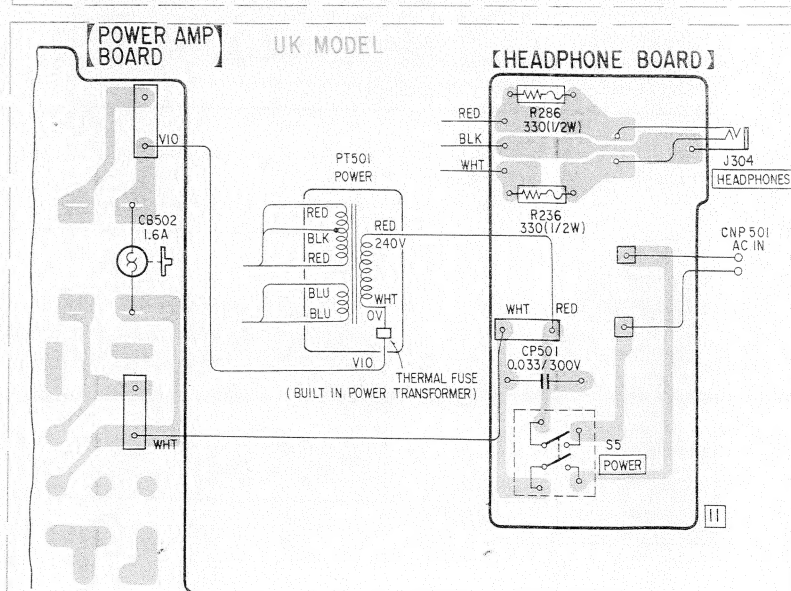 【POWER AMP
BOARD】
UK MODEL
【HEADPHONE BOARD】
V10
CB502
1.6A
WHT
PT501
POWER
RED
BLK
RED
BLU
BLU
RED
240V
WHT
0V
V10
THERMAL FUSE
(BUILT IN POWER TRANSFORMER)
RED
BLK
WHT
R286
330(1/2W)
R236
330(1/2W)
J304
HEADPHONES
CNP501
AC IN
WHT
RED
CP501
0.033/300V
S5
POWER
11